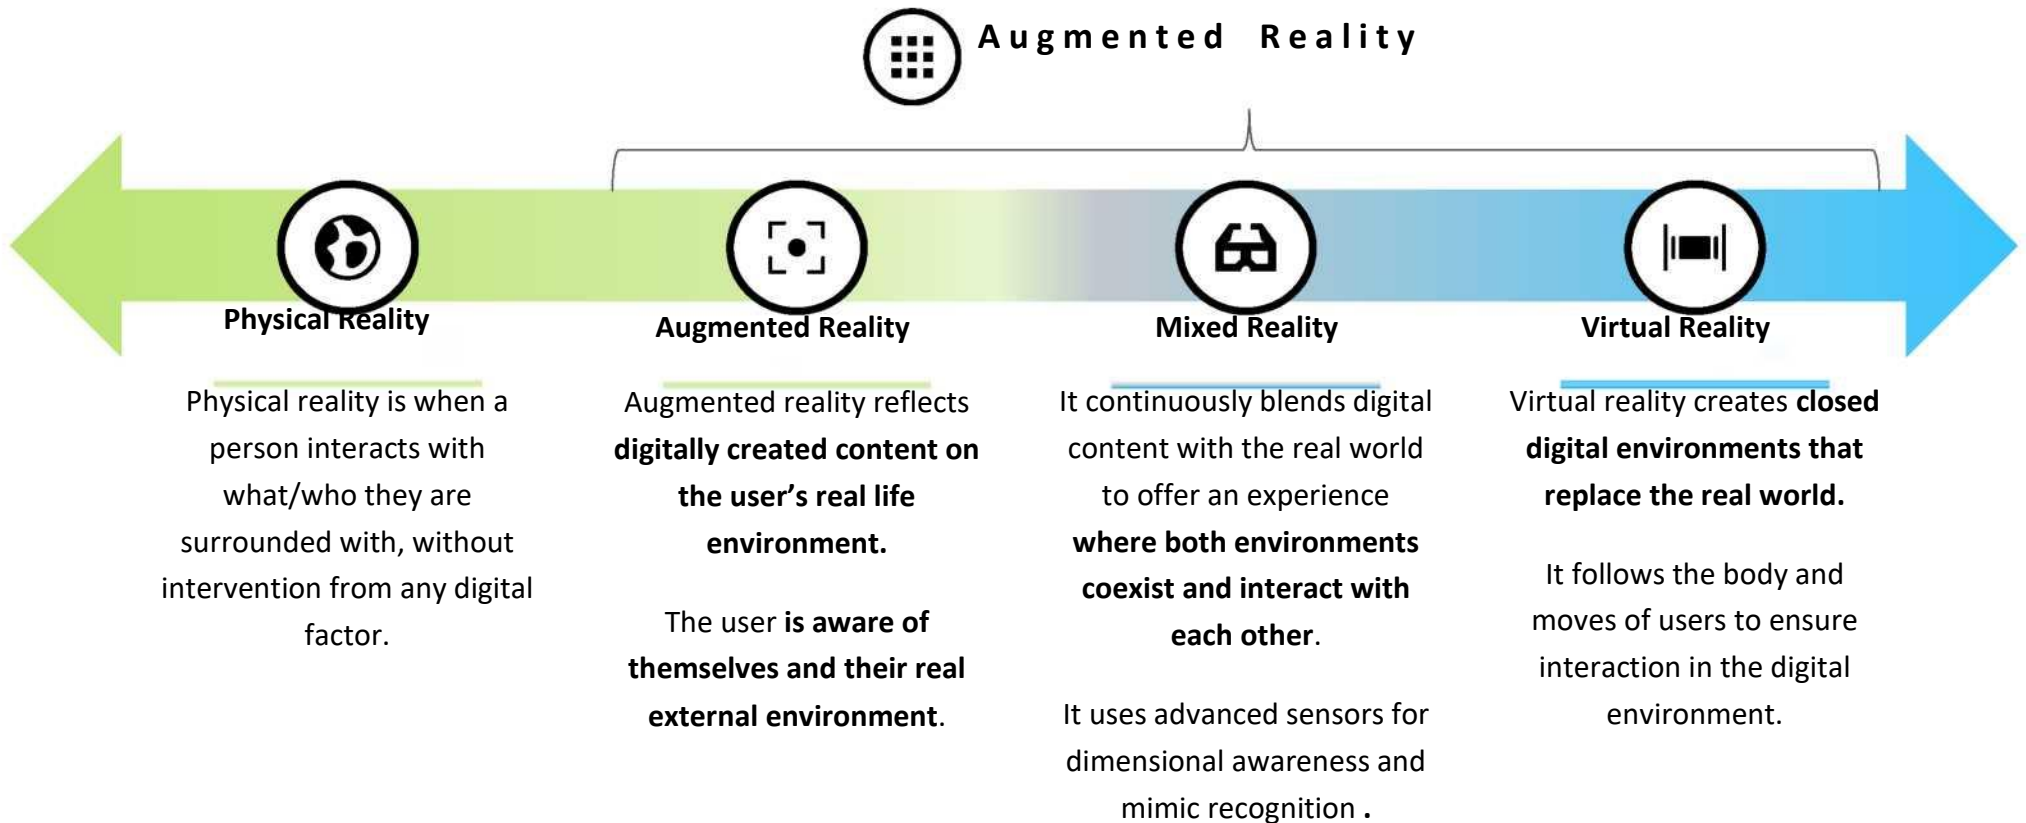 Augmented Reality
Physical Reality
Physical reality is when a
person interacts with
what/who they are
surrounded with, without
intervention from any digital
factor.
Augmented Reality
Augmented reality reflects
digitally created content on
the user’s real life
environment.
The user is aware of
themselves and their real
external environment.
Mixed Reality
It continuously blends digital
content with the real world
to offer an experience
where both environments
coexist and interact with
each other.
It uses advanced sensors for
dimensional awareness and
mimic recognition .
Virtual Reality
Virtual reality creates closed
digital environments that
replace the real world.
It follows the body and
moves of users to ensure
interaction in the digital
environment.